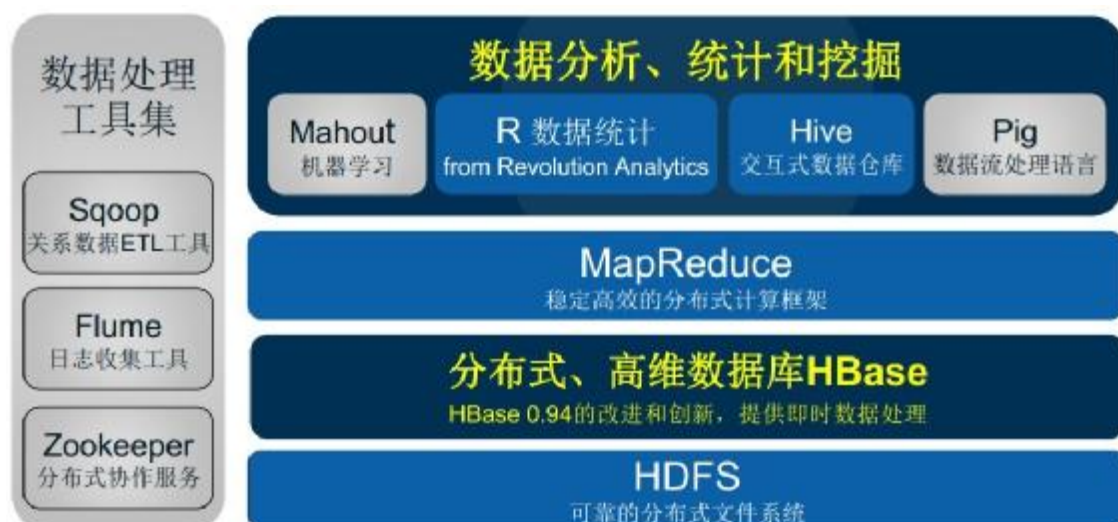 数据处理
工具集
Sqoop
关系数据ETL工具
Flume
日志收集工具
Zookeeper
分布式协作服务
数据分析、统计和挖掘
Mahout
机器学习
R 数据统计
from Revolution Analytics
Hive
交互式数据仓库
Pig
数据流处理语言
MapReduce
稳定高效的分布式计算框架
分布式、高维数据库HBase
HBase 0.94的改进和创新，提供即时数据处理
HDFS
可靠的分布式文件系统